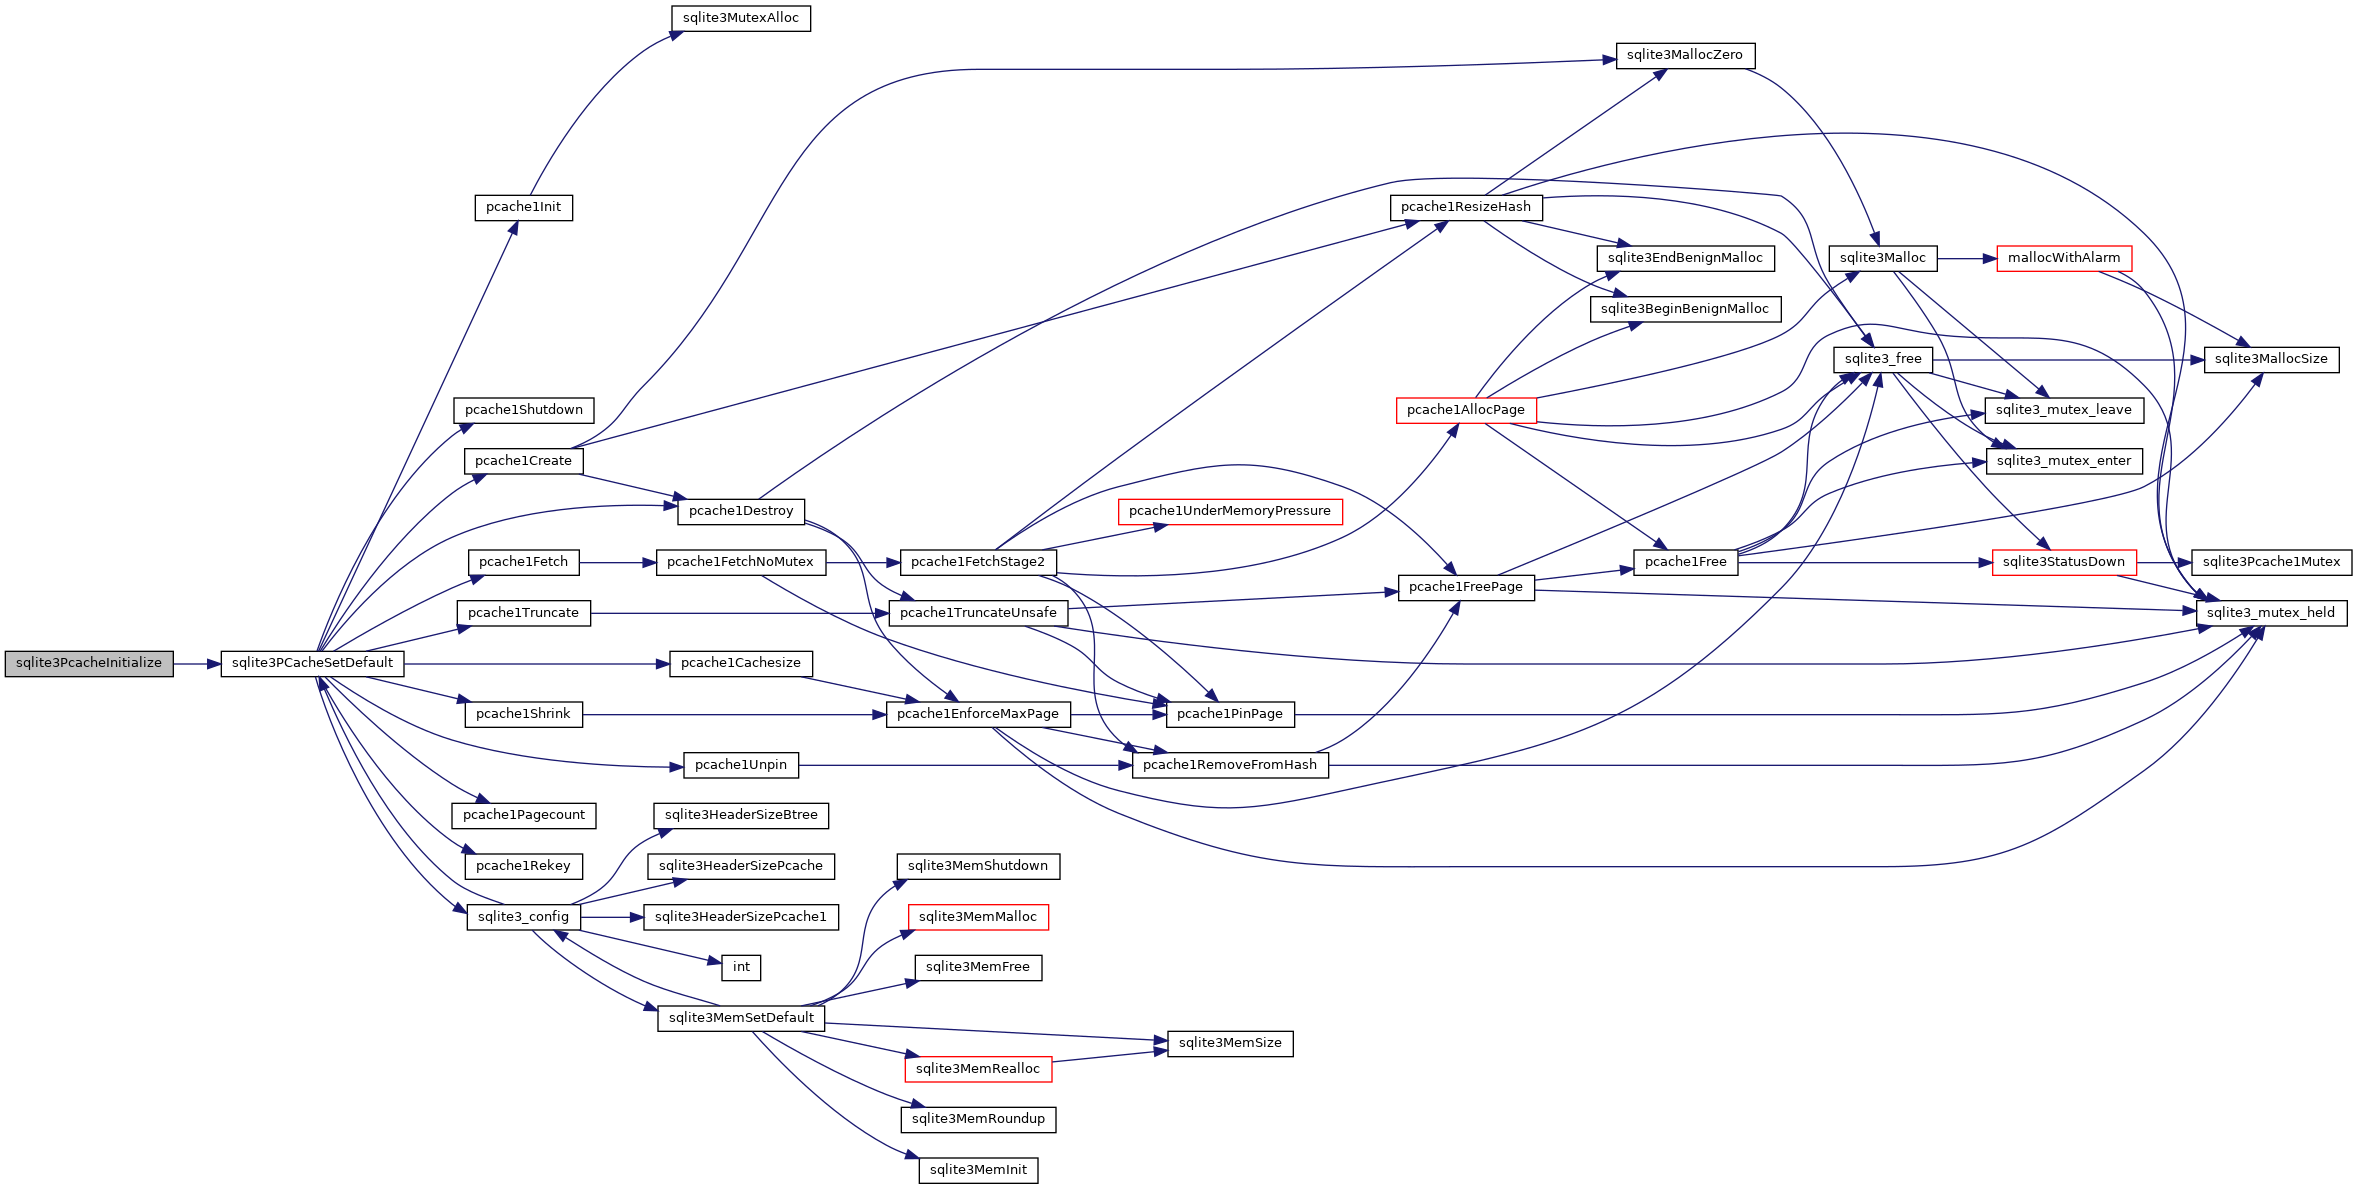 sqlite3MutexAlloc
sqlite3MallocZero
pcache1Init
pcache1ResizeHash
sqlite3EndBenignMalloc
sqlite3Malloc
mallocWithAlarm
sqlite3BeginBenignMalloc
sqlite3_free
sqlite3MallocSize
pcache1Shutdown
pcache1AllocPage
sqlite3_mutex_leave
pcache1Create
sqlite3_mutex_enter
pcache1Destroy
pcache1UnderMemoryPressure
pcache1Fetch
pcache1FetchNoMutex
pcache1FetchStage2
pcache1Free
sqlite3StatusDown
sqlite3Pcache1Mutex
pcache1FreePage
pcache1Truncate
pcache1TruncateUnsafe
sqlite3_mutex_held
sqlite3PcacheInitialize
sqlite3PCacheSetDefault
pcache1Cachesize
pcache1Shrink
pcache1EnforceMaxPage
pcache1PinPage
pcache1Unpin
pcache1RemoveFromHash
pcache1Pagecount
sqlite3HeaderSizeBtree
pcache1Rekey
sqlite3HeaderSizePcache
sqlite3MemShutdown
sqlite3_config
sqlite3HeaderSizePcache1
sqlite3MemMalloc
int
sqlite3MemFree
sqlite3MemSetDefault
sqlite3MemSize
sqlite3MemRealloc
sqlite3MemRoundup
sqlite3MemInit